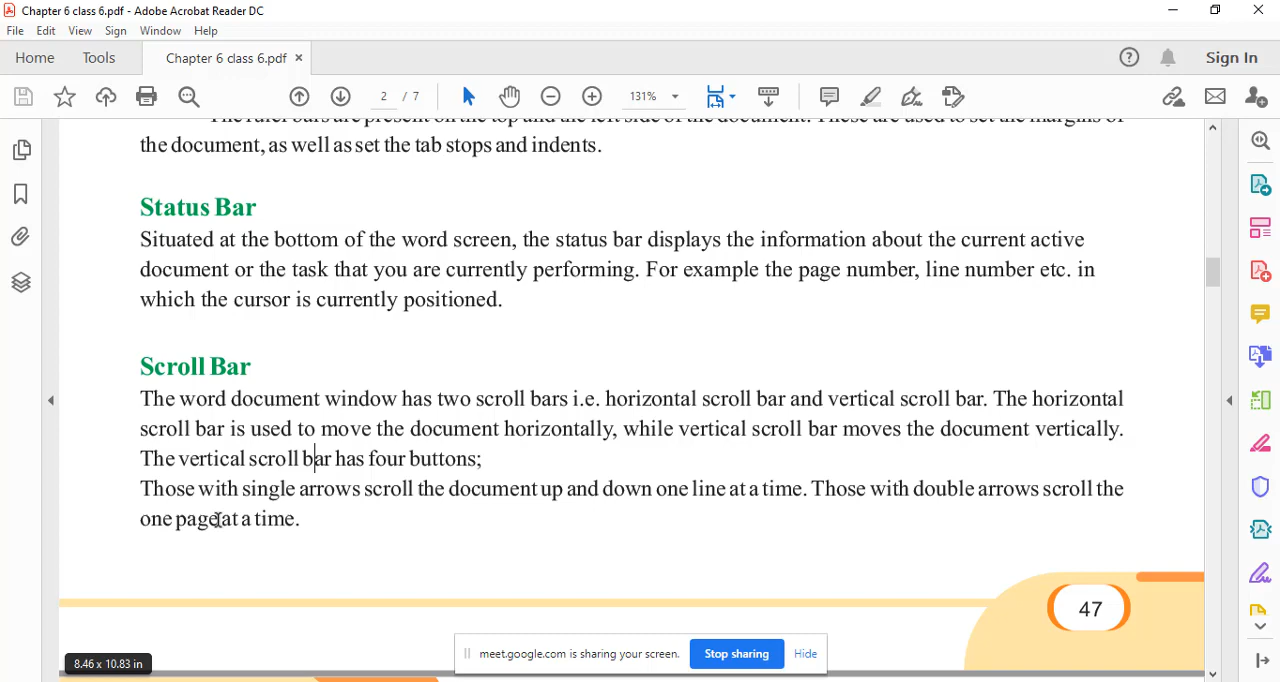 Chapter 6 class 6.pdf - Adobe Acrobat Reader DC
File Edit View Sign Window Help
Home Tools Chapter 6 class 6.pdf × Sign In
2 / 7 131%
The ruler bars are present on the top and the left side of the document. These are used to set the margins of
the document, as well as set the tab stops and indents.
Status Bar
Situated at the bottom of the word screen, the status bar displays the information about the current active
document or the task that you are currently performing. For example the page number, line number etc. in
which the cursor is currently positioned.
Scroll Bar
The word document window has two scroll bars i.e. horizontal scroll bar and vertical scroll bar. The horizontal
scroll bar is used to move the document horizontally, while vertical scroll bar moves the document vertically.
The vertical scroll bar has four buttons;
Those with single arrows scroll the document up and down one line at a time. Those with double arrows scroll the
one page at a time.
47
meet.google.com is sharing your screen. Stop sharing Hide
8.46 x 10.83 in